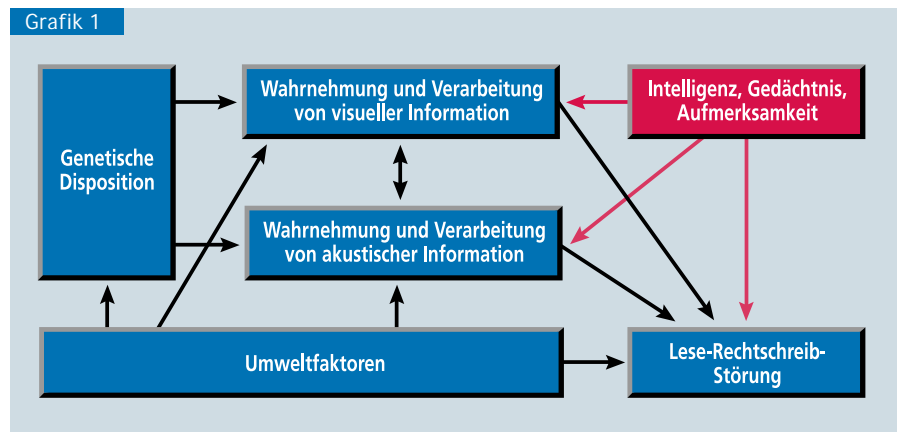 Grafik 1
Wahrnehmung und Verarbeitung
von visueller Information
Intelligenz, Gedächtnis,
Aufmerksamkeit
Genetische
Disposition
Wahrnehmung und Verarbeitung
von akustischer Information
Umweltfaktoren
Lese-Rechtschreib-
Störung